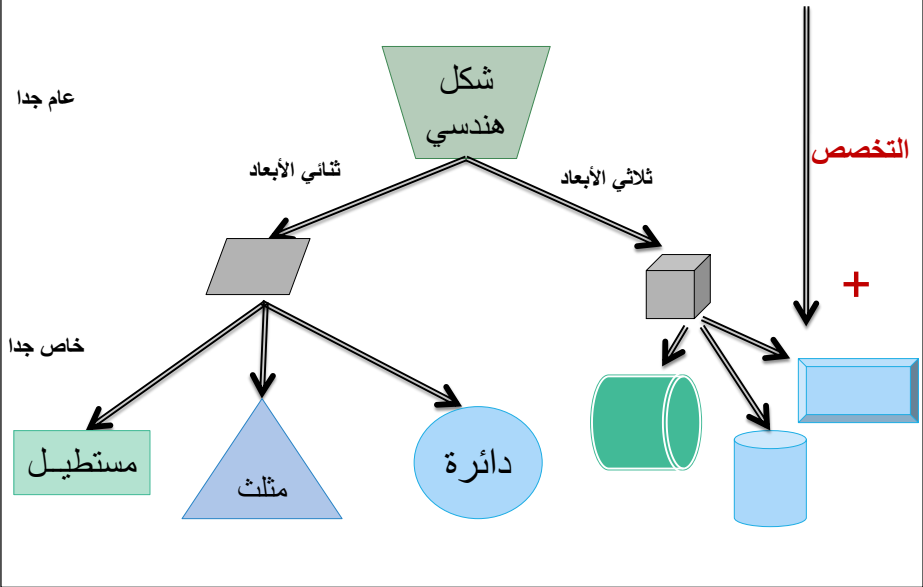 شكل
هندسي
عام جدا
التخصص
ثلاثي الأبعاد
ثنائي الأبعاد
+
خاص جدا
دائرة
مثلث
مستطيـل